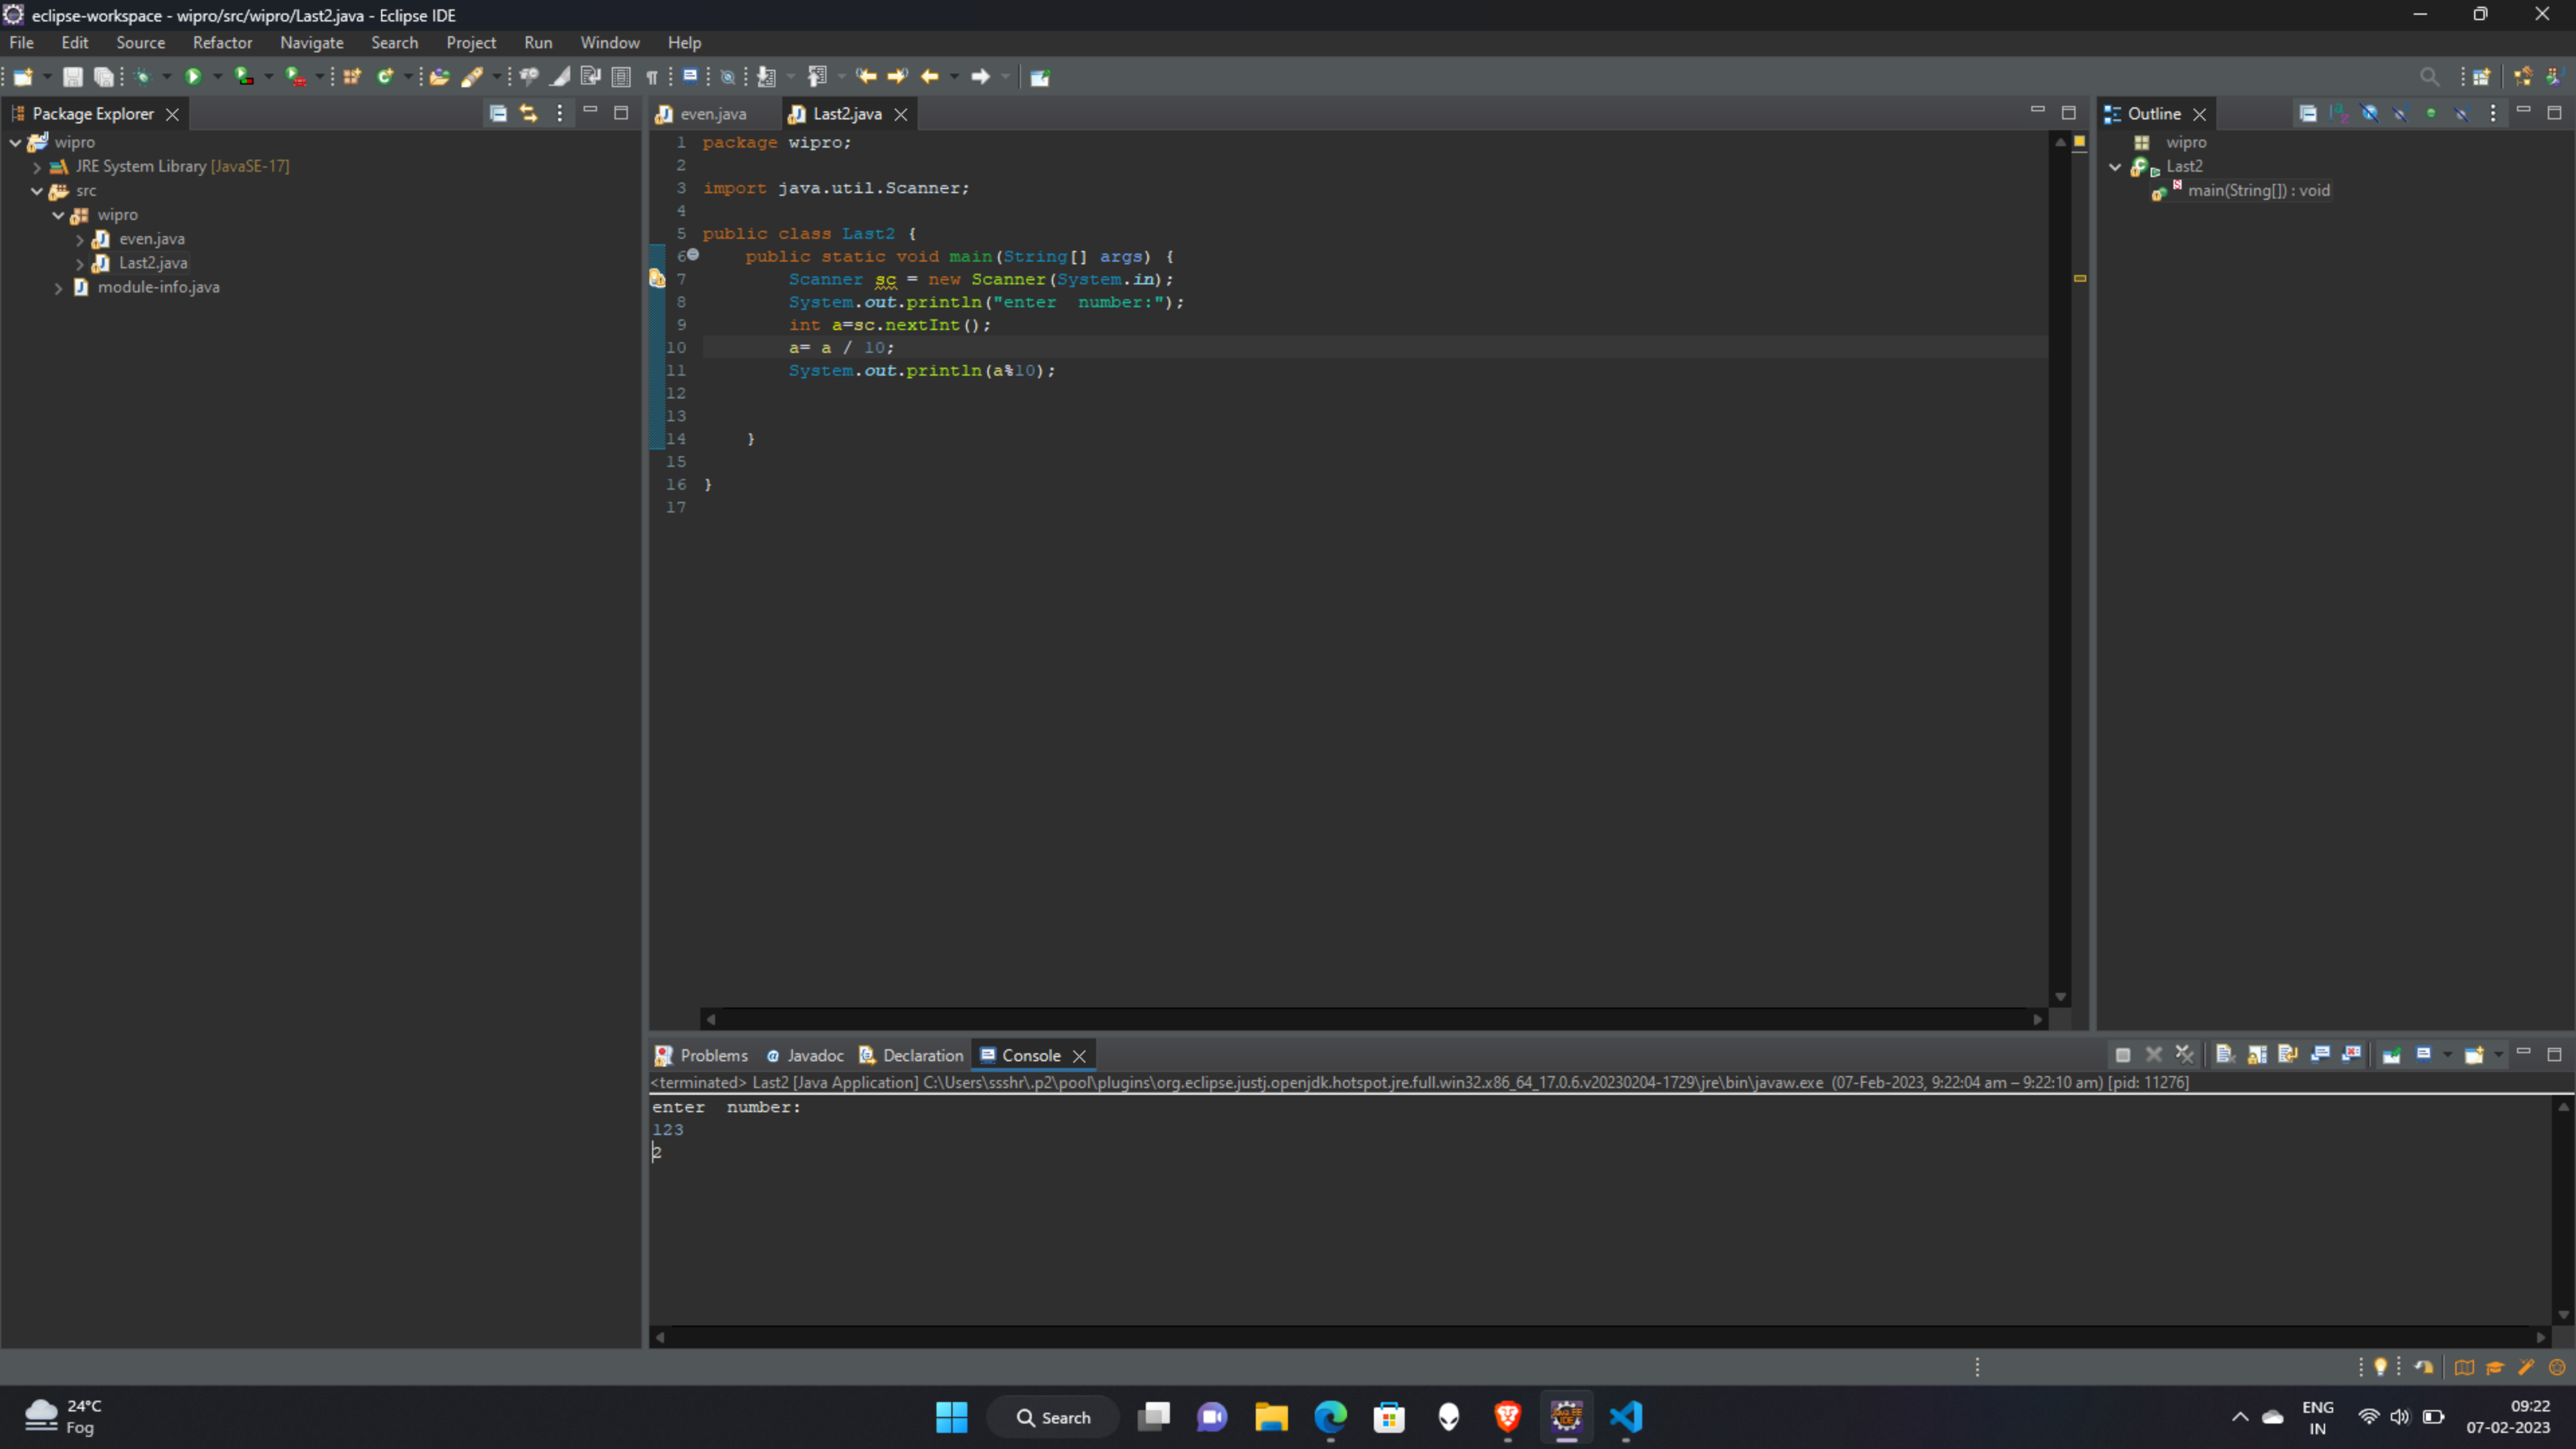 eclipse-workspace - wipro/src/wipro/Last2.java - Eclipse IDE
File Edit Source Refactor Navigate Search Project Run Window Help
Package Explorer
wipro
JRE System Library [JavaSE-17]
src
wipro
even.java
Last2.java
module-info.java
even.java Last2.java
1 package wipro;
2
3 import java.util.Scanner;
4
5 public class Last2 {
6 public static void main(String[] args) {
7 Scanner sc = new Scanner(System.in);
8 System.out.println("enter  number:");
9 int a=sc.nextInt();
10 a= a / 10;
11 System.out.println(a%10);
12
13
14 }
15
16 }
17
Outline
wipro
Last2
main(String[]) : void
Problems Javadoc Declaration Console
<terminated> Last2 [Java Application] C:\Users\ssshr\.p2\pool\plugins\org.eclipse.justj.openjdk.hotspot.jre.full.win32.x86_64_17.0.6.v20230204-1729\jre\bin\javaw.exe (07-Feb-2023, 9:22:04 am – 9:22:10 am) [pid: 11276]
enter  number:
123
2
24°C
Fog
Search
ENG
IN
09:22
07-02-2023